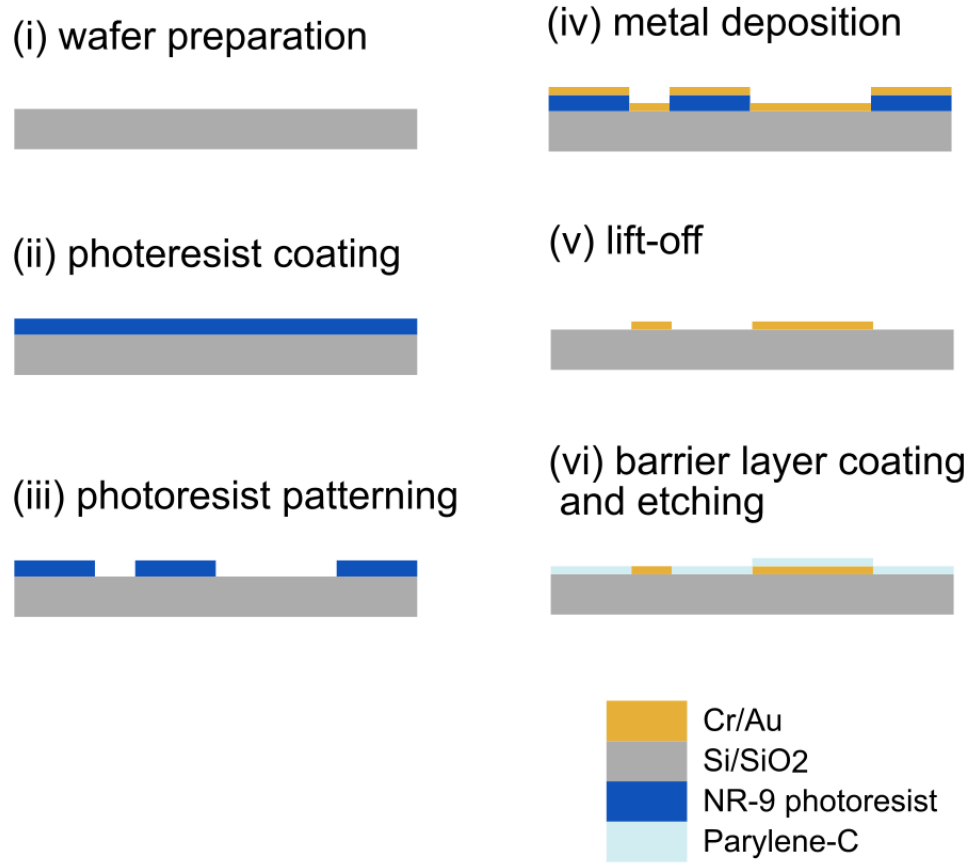 (i) wafer preparation
(ii) photeresist coating
(iii) photoresist patterning
(iv) metal deposition
(v) lift-off
(vi) barrier layer coating
and etching
Cr/Au
Si/SiO2
NR-9 photoresist
Parylene-C